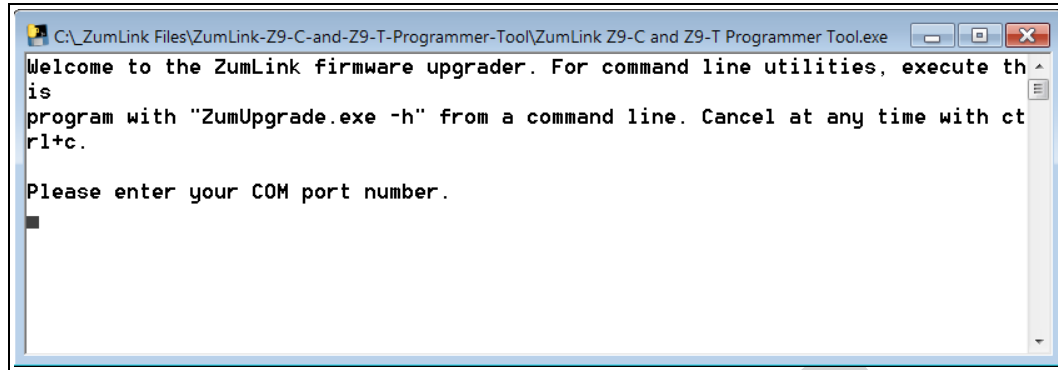 C:\_ZumLink Files\ZumLink-Z9-C-and-Z9-T-Programmer-Tool\ZumLink Z9-C and Z9-T Programmer Tool.exe
Welcome to the ZumLink firmware upgrader. For command line utilities, execute th
is
program with "ZumUpgrade.exe -h" from a command line. Cancel at any time with ct
rl+c.
Please enter your COM port number.